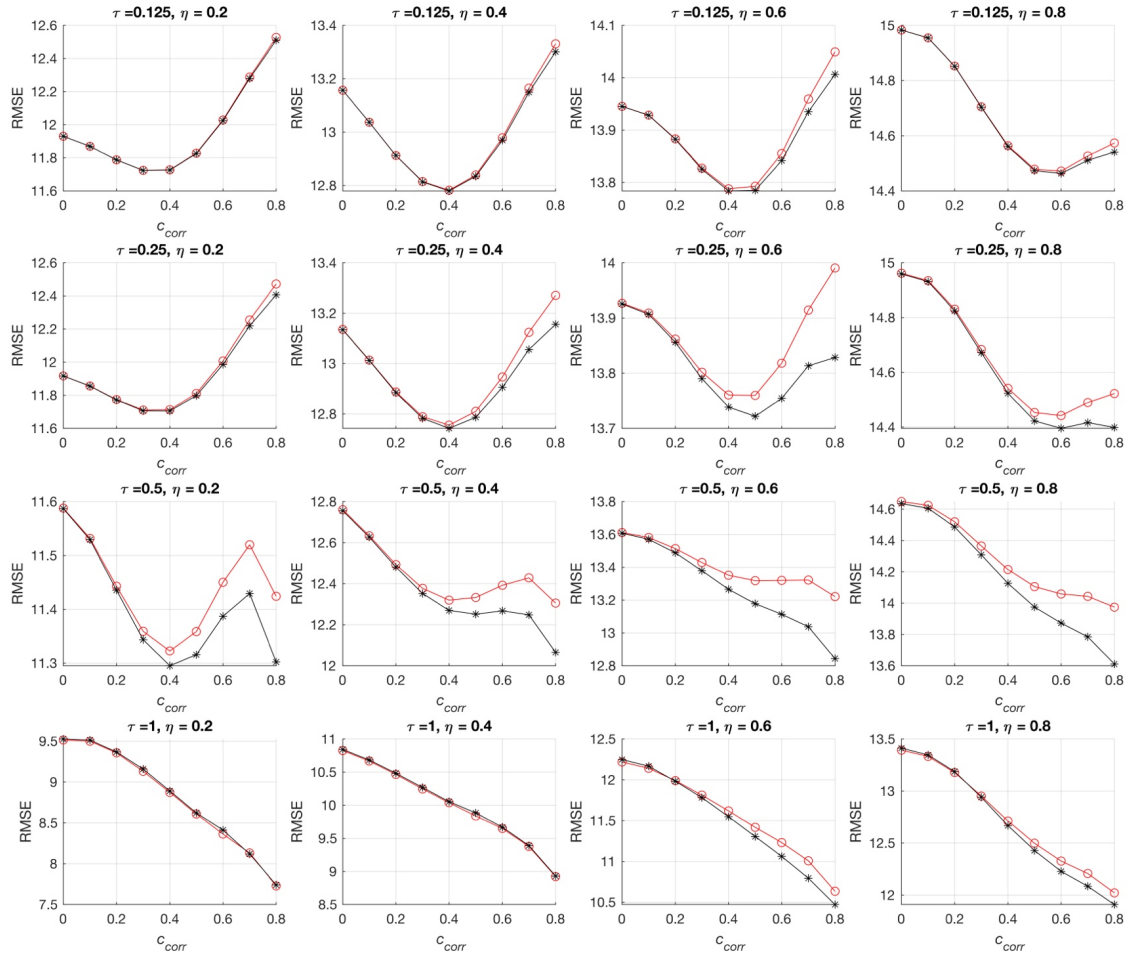 τ =0.125, η = 0.2
12.6
12.4
12.2
12
11.8
11.6
RMSE
0 0.2 0.4 0.6 0.8
c_corr
τ =0.125, η = 0.4
13.2
13
12.8
RMSE
0 0.2 0.4 0.6 0.8
c_corr
τ =0.125, η = 0.6
14.1
14
13.9
13.8
RMSE
0 0.2 0.4 0.6 0.8
c_corr
τ =0.125, η = 0.8
15
14.8
14.6
14.4
RMSE
0 0.2 0.4 0.6 0.8
c_corr
τ =0.25, η = 0.2
12.6
12.4
12.2
12
11.8
11.6
RMSE
0 0.2 0.4 0.6 0.8
c_corr
τ =0.25, η = 0.4
13.4
13.2
13
12.8
RMSE
0 0.2 0.4 0.6 0.8
c_corr
τ =0.25, η = 0.6
14
13.9
13.8
13.7
RMSE
0 0.2 0.4 0.6 0.8
c_corr
τ =0.25, η = 0.8
15
14.8
14.6
14.4
RMSE
0 0.2 0.4 0.6 0.8
c_corr
τ =0.5, η = 0.2
11.6
11.5
11.4
11.3
RMSE
0 0.2 0.4 0.6 0.8
c_corr
τ =0.5, η = 0.4
12.8
12.6
12.4
12.2
12
RMSE
0 0.2 0.4 0.6 0.8
c_corr
τ =0.5, η = 0.6
13.8
13.6
13.4
13.2
13
12.8
RMSE
0 0.2 0.4 0.6 0.8
c_corr
τ =0.5, η = 0.8
14.6
14.4
14.2
14
13.8
13.6
RMSE
0 0.2 0.4 0.6 0.8
c_corr
τ =1, η = 0.2
9.5
9
8.5
8
7.5
RMSE
0 0.2 0.4 0.6 0.8
c_corr
τ =1, η = 0.4
11
10.5
10
9.5
9
8.5
RMSE
0 0.2 0.4 0.6 0.8
c_corr
τ =1, η = 0.6
12.5
12
11.5
11
10.5
RMSE
0 0.2 0.4 0.6 0.8
c_corr
τ =1, η = 0.8
13.5
13
12.5
12
RMSE
0 0.2 0.4 0.6 0.8
c_corr